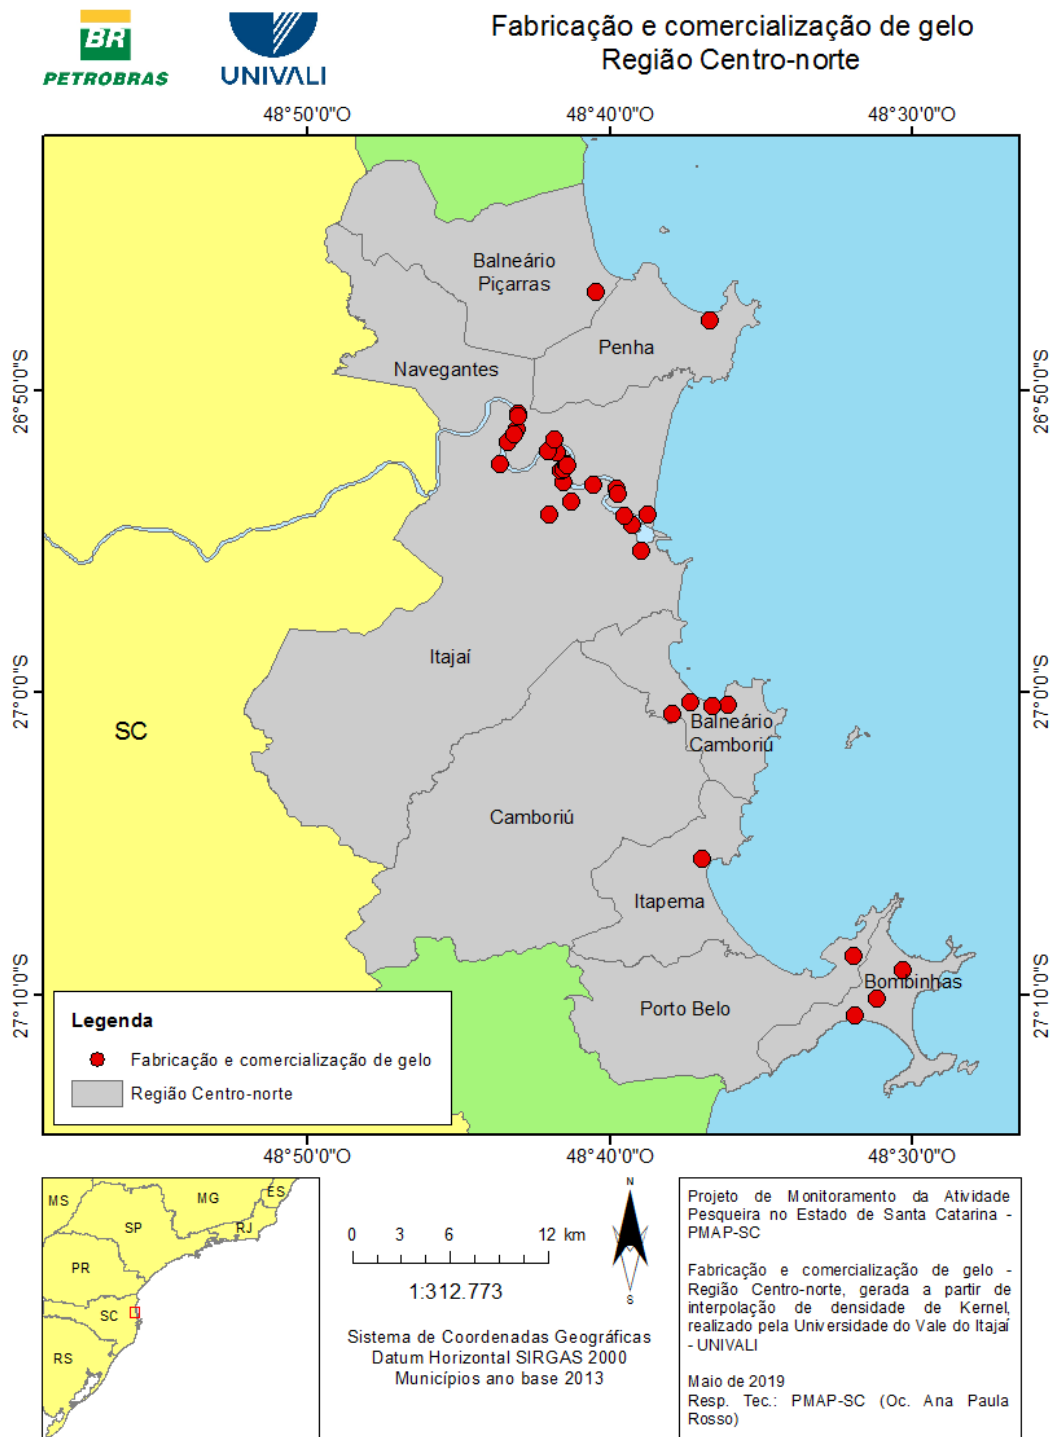 BR
PETROBRAS
UNIVALI
Fabricação e comercialização de gelo
Região Centro-norte
48°50'0"O
48°40'0"O
48°30'0"O
26°50'0"S
26°50'0"S
27°0'0"S
27°0'0"S
27°10'0"S
27°10'0"S
Balneário
Piçarras
Penha
Navegantes
Itajaí
SC
Balneário
Camboriú
Camboriú
Itapema
Bombinhas
Porto Belo
Legenda
Fabricação e comercialização de gelo
Região Centro-norte
48°50'0"O
48°40'0"O
48°30'0"O
MS
MG
ES
SP
RJ
PR
SC
RS
0 3 6 12 km
1:312.773
N
S
Sistema de Coordenadas Geográficas
Datum Horizontal SIRGAS 2000
Municípios ano base 2013
Projeto de Monitoramento da Atividade
Pesqueira no Estado de Santa Catarina -
PMAP-SC
Fabricação e comercialização de gelo -
Região Centro-norte, gerada a partir de
interpolação de densidade de Kernel,
realizado pela Universidade do Vale do Itajaí
- UNIVALI
Maio de 2019
Resp. Tec.: PMAP-SC (Oc. Ana Paula
Rosso)